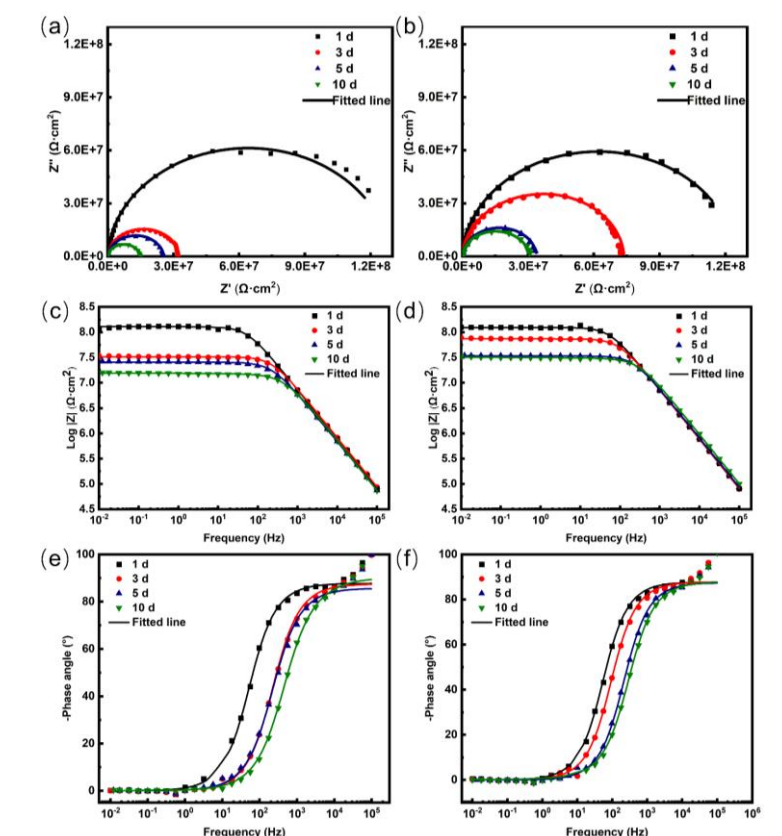 (a)
1.2E+8
9.0E+7
6.0E+7
3.0E+7
0.0E+0
Z'' (Ω·cm²)
1 d
3 d
5 d
10 d
Fitted line
0.0E+0 3.0E+7 6.0E+7 9.0E+7 1.2E+8
Z' (Ω·cm²)
(b)
1.2E+8
9.0E+7
6.0E+7
3.0E+7
0.0E+0
Z'' (Ω·cm²)
1 d
3 d
5 d
10 d
Fitted line
0.0E+0 3.0E+7 6.0E+7 9.0E+7 1.2E+8
Z' (Ω·cm²)
(c)
8.5
8.0
7.5
7.0
6.5
6.0
5.5
5.0
4.5
Log |Z| (Ω·cm²)
1 d
3 d
5 d
10 d
Fitted line
10⁻² 10⁻¹ 10⁰ 10¹ 10² 10³ 10⁴ 10⁵
Frequency (Hz)
(d)
8.5
8.0
7.5
7.0
6.5
6.0
5.5
5.0
4.5
Log |Z| (Ω·cm²)
1 d
3 d
5 d
10 d
Fitted line
10⁻² 10⁻¹ 10⁰ 10¹ 10² 10³ 10⁴ 10⁵
Frequency (Hz)
(e)
100
80
60
40
20
0
-Phase angle (°)
1 d
3 d
5 d
10 d
Fitted line
10⁻² 10⁻¹ 10⁰ 10¹ 10² 10³ 10⁴ 10⁵
Frequency (Hz)
(f)
100
80
60
40
20
0
-Phase angle (°)
1 d
3 d
5 d
10 d
Fitted line
10⁻² 10⁻¹ 10⁰ 10¹ 10² 10³ 10⁴ 10⁵ 10⁶
Frequency (Hz)